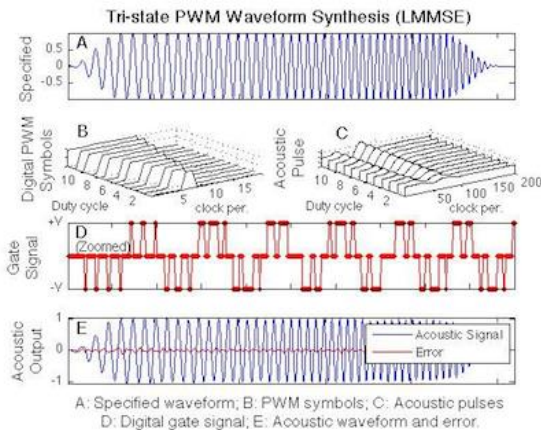 Tri-state PWM Waveform Synthesis (LMMSE)
Specified
0.5
0
-0.5
A
Digital PWM
Symbols
B
10 8 6 4 2
Duty cycle
5 15
clock per.
Acoustic
Pulse
C
10 8 6 4 2
Duty cycle
50 100 150 200
clock per.
Gate
Signal
+V
-V
D
(Zoomed)
Acoustic
Output
1
0
-1
E
Acoustic Signal
Error
A: Specified waveform; B: PWM symbols; C: Acoustic pulses
D: Digital gate signal; E: Acoustic waveform and error.